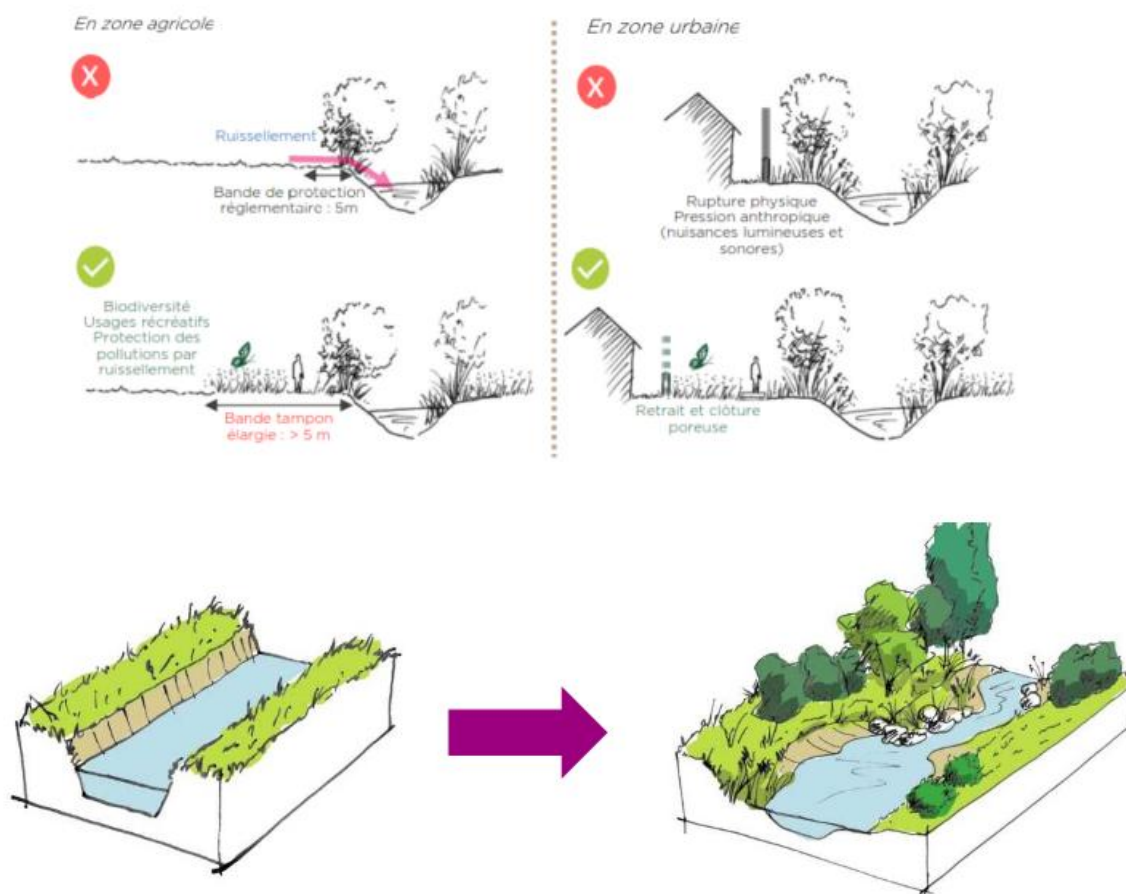 En zone agricole
X
Ruissellement
Bande de protection
règlementaire : 5m
Biodiversité
Usages récréatifs
Protection des
pollutions par
ruissellement
Bande tampon
élargie : > 5 m
En zone urbaine
X
Rupture physique
Pression anthropique
(nuisances lumineuses et
sonores)
Retrait et clôture
poreuse